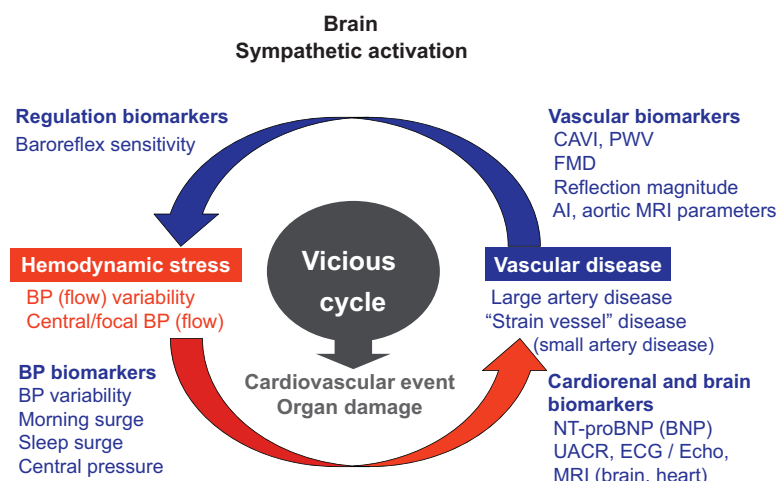 Brain
Sympathetic activation
Regulation biomarkers
Baroreflex sensitivity
Vascular biomarkers
CAVI, PWV
FMD
Reflection magnitude
AI, aortic MRI parameters
Hemodynamic stress
BP (flow) variability
Central/focal BP (flow)
Vicious
cycle
Vascular disease
Large artery disease
“Strain vessel” disease
(small artery disease)
BP biomarkers
BP variability
Morning surge
Sleep surge
Central pressure
Cardiovascular event
Organ damage
Cardiorenal and brain
biomarkers
NT-proBNP (BNP)
UACR, ECG / Echo,
MRI (brain, heart)